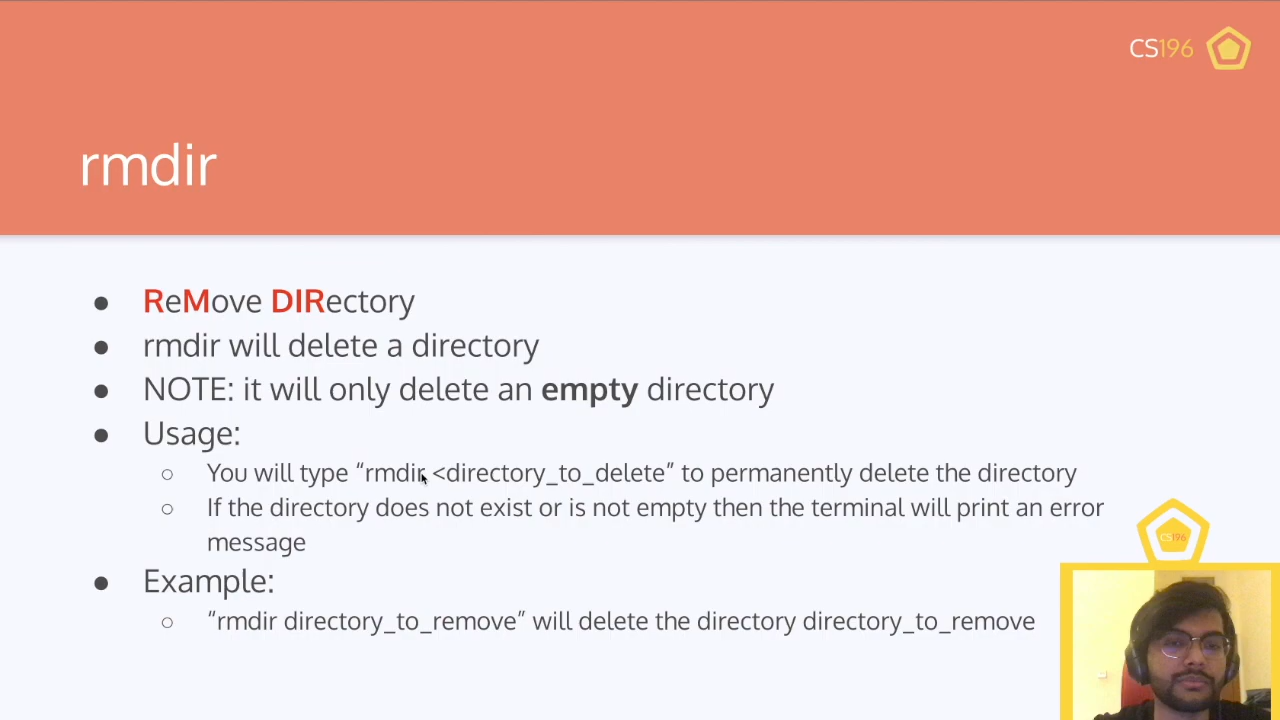 CS196
rmdir
● ReMove DIRectory
● rmdir will delete a directory
● NOTE: it will only delete an empty directory
● Usage:
○ You will type “rmdir <directory_to_delete” to permanently delete the directory
○ If the directory does not exist or is not empty then the terminal will print an error
message
● Example:
○ “rmdir directory_to_remove” will delete the directory directory_to_remove
CS196